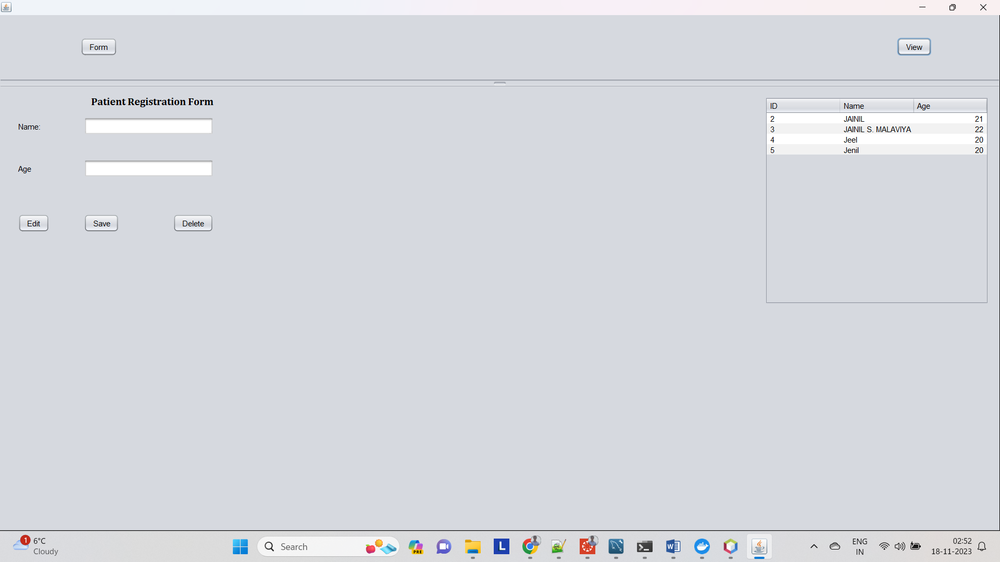 Form
View
Patient Registration Form
Name:
Age
Edit
Save
Delete
ID Name Age
2 JAINIL 21
3 JAINIL S. MALAVIYA 22
4 Jeel 20
5 Jenil 20
1
6°C
Cloudy
Search
PRE
L
W
ENG
IN
02:52
18-11-2023